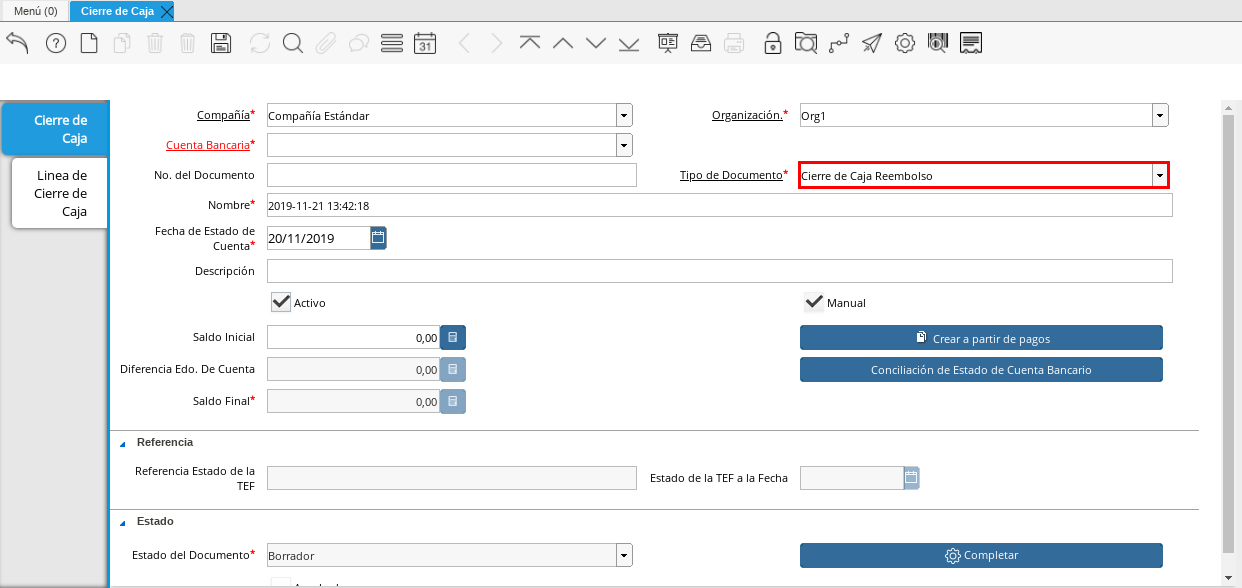 Menú (0)
Cierre de Caja
31
Cierre de
Caja
Linea de
Cierre de
Caja
Compañía*
Compañía Estándar
Organización.*
Org1
Cuenta Bancaria*
No. del Documento
Tipo de Documento*
Cierre de Caja Reembolso
Nombre*
2019-11-21 13:42:18
Fecha de Estado de
Cuenta*
20/11/2019
Descripción
Activo
Manual
Saldo Inicial
0,00
Crear a partir de pagos
Diferencia Edo. De Cuenta
0,00
Conciliación de Estado de Cuenta Bancario
Saldo Final*
0,00
Referencia
Referencia Estado de la
TEF
Estado de la TEF a la Fecha
Estado
Estado del Documento*
Borrador
Completar